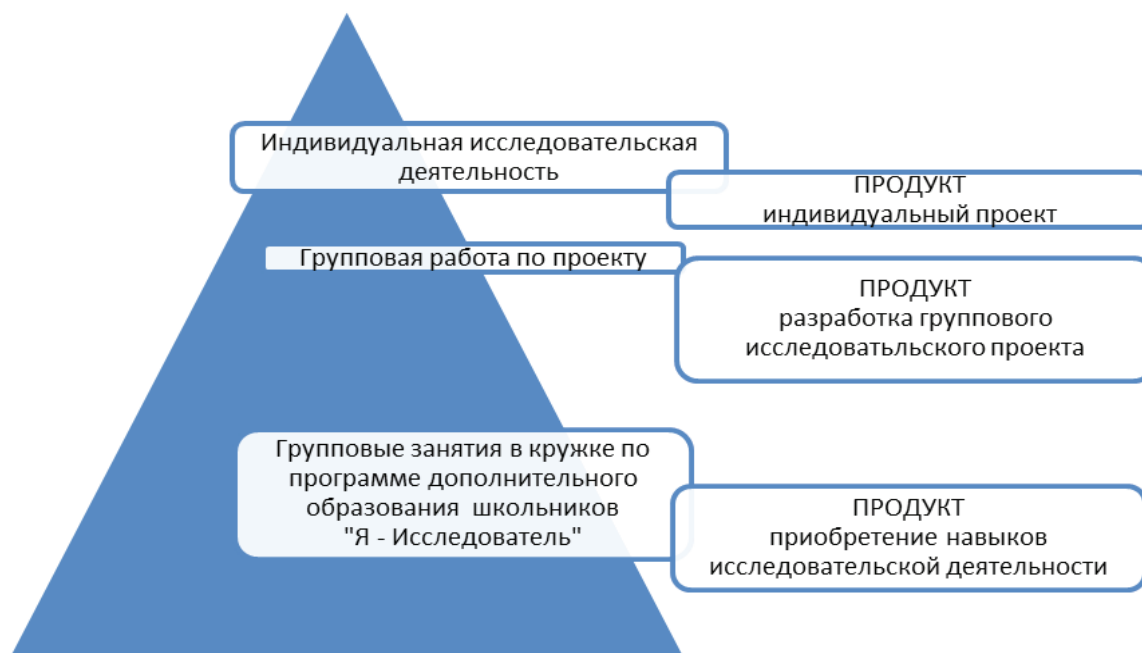 Индивидуальная исследовательская
деятельность
ПРОДУКТ
индивидуальный проект
Групповая работа по проекту
ПРОДУКТ
разработка группового
исследоватьльского проекта
Групповые занятия в кружке по
программе дополнительного
образования школьников
"Я - Исследователь"
ПРОДУКТ
приобретение навыков
исследовательской деятельности